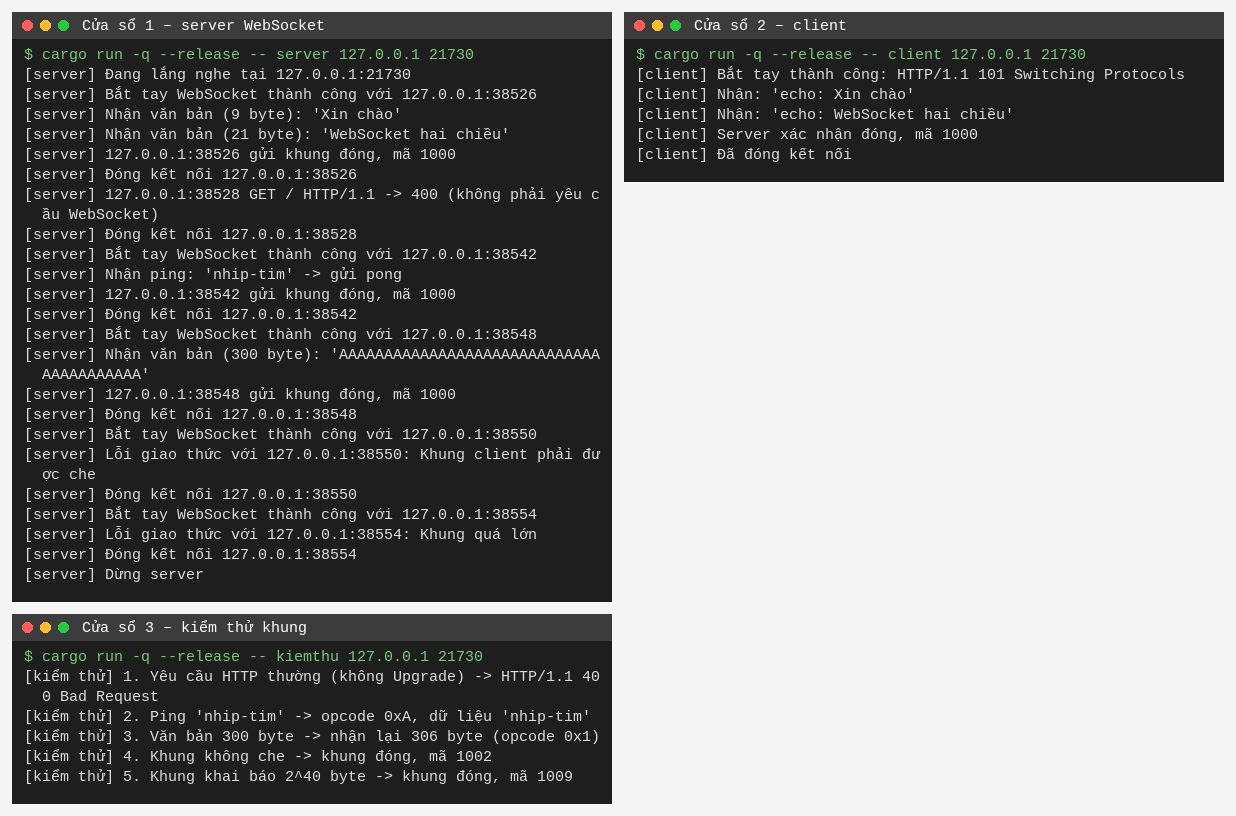 Cửa sổ 1 – server WebSocket
$ cargo run -q --release -- server 127.0.0.1 21730
[server] Đang lắng nghe tại 127.0.0.1:21730
[server] Bắt tay WebSocket thành công với 127.0.0.1:38526
[server] Nhận văn bản (9 byte): 'Xin chào'
[server] Nhận văn bản (21 byte): 'WebSocket hai chiều'
[server] 127.0.0.1:38526 gửi khung đóng, mã 1000
[server] Đóng kết nối 127.0.0.1:38526
[server] 127.0.0.1:38528 GET / HTTP/1.1 -> 400 (không phải yêu c
ầu WebSocket)
[server] Đóng kết nối 127.0.0.1:38528
[server] Bắt tay WebSocket thành công với 127.0.0.1:38542
[server] Nhận ping: 'nhip-tim' -> gửi pong
[server] 127.0.0.1:38542 gửi khung đóng, mã 1000
[server] Đóng kết nối 127.0.0.1:38542
[server] Bắt tay WebSocket thành công với 127.0.0.1:38548
[server] Nhận văn bản (300 byte): 'AAAAAAAAAAAAAAAAAAAAAAAAAAAAA
AAAAAAAAAAA'
[server] 127.0.0.1:38548 gửi khung đóng, mã 1000
[server] Đóng kết nối 127.0.0.1:38548
[server] Bắt tay WebSocket thành công với 127.0.0.1:38550
[server] Lỗi giao thức với 127.0.0.1:38550: Khung client phải đư
ợc che
[server] Đóng kết nối 127.0.0.1:38550
[server] Bắt tay WebSocket thành công với 127.0.0.1:38554
[server] Lỗi giao thức với 127.0.0.1:38554: Khung quá lớn
[server] Đóng kết nối 127.0.0.1:38554
[server] Dừng server
Cửa sổ 2 – client
$ cargo run -q --release -- client 127.0.0.1 21730
[client] Bắt tay thành công: HTTP/1.1 101 Switching Protocols
[client] Nhận: 'echo: Xin chào'
[client] Nhận: 'echo: WebSocket hai chiều'
[client] Server xác nhận đóng, mã 1000
[client] Đã đóng kết nối
Cửa sổ 3 – kiểm thử khung
$ cargo run -q --release -- kiemthu 127.0.0.1 21730
[kiểm thử] 1. Yêu cầu HTTP thường (không Upgrade) -> HTTP/1.1 40
0 Bad Request
[kiểm thử] 2. Ping 'nhip-tim' -> opcode 0xA, dữ liệu 'nhip-tim'
[kiểm thử] 3. Văn bản 300 byte -> nhận lại 306 byte (opcode 0x1)
[kiểm thử] 4. Khung không che -> khung đóng, mã 1002
[kiểm thử] 5. Khung khai báo 2^40 byte -> khung đóng, mã 1009